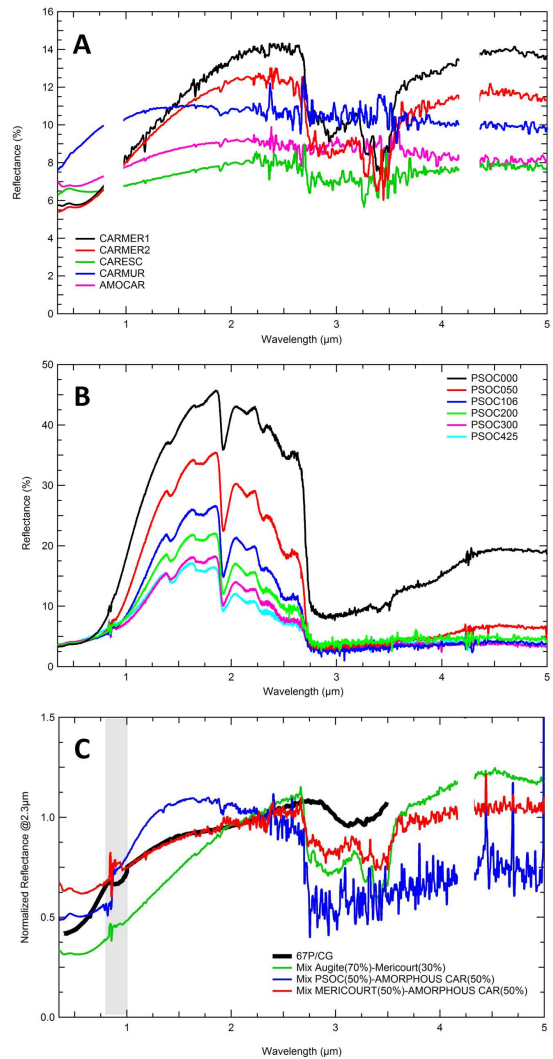 A
16
14
12
10
8
6
4
2
0
Reflectance (%)
CARMER1
CARMER2
CARESC
CARMUR
AMOCAR
1 2 3 4 5
Wavelength (µm)
B
50
40
30
20
10
0
Reflectance (%)
PSOC000
PSOC050
PSOC106
PSOC200
PSOC300
PSOC425
1 2 3 4 5
Wavelength (µm)
C
1.5
1.0
0.5
0.0
Normalized Reflectance @2.3µm
67P/CG
Mix Augite(70%)-Mericourt(30%)
Mix PSOC(50%)-AMORPHOUS CAR(50%)
Mix MERICOURT(50%)-AMORPHOUS CAR(50%)
1 2 3 4 5
Wavelength (µm)